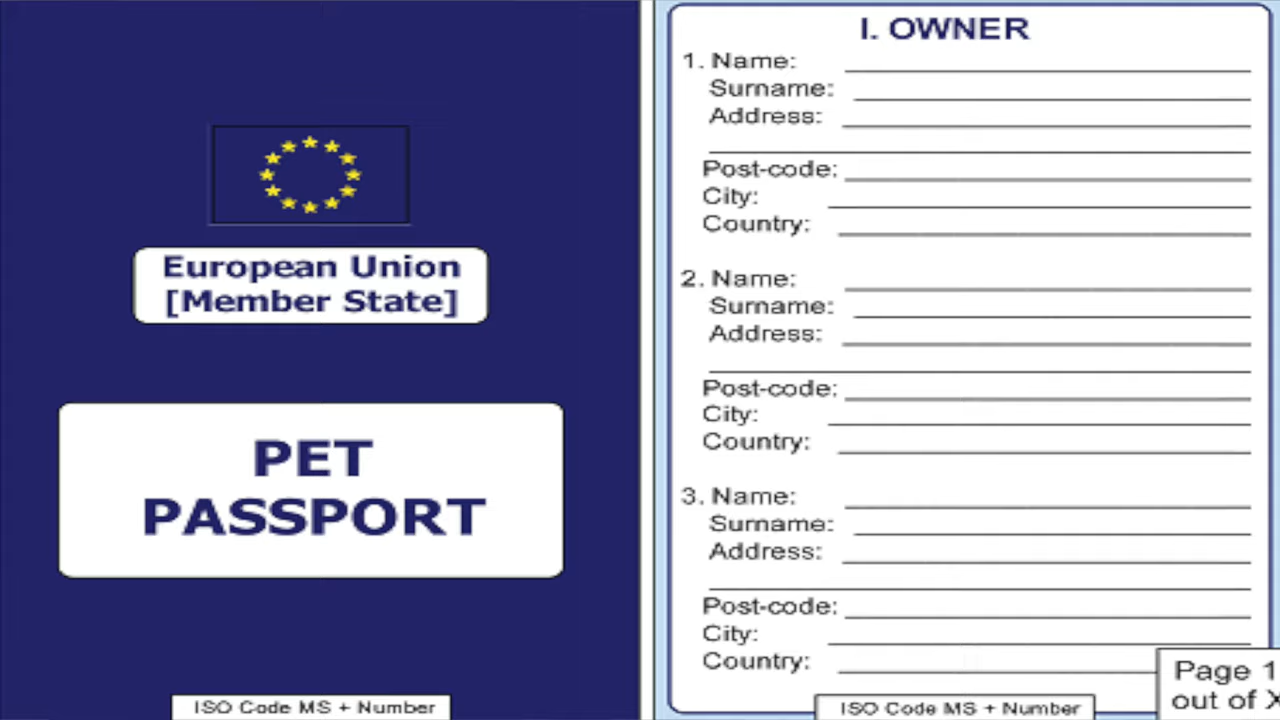 European Union
[Member State]
PET
PASSPORT
ISO Code MS + Number
I. OWNER
1. Name:
Surname:
Address:
Post-code:
City:
Country:
2. Name:
Surname:
Address:
Post-code:
City:
Country:
3. Name:
Surname:
Address:
Post-code:
City:
Country:
ISO Code MS + Number
Page 1
out of X